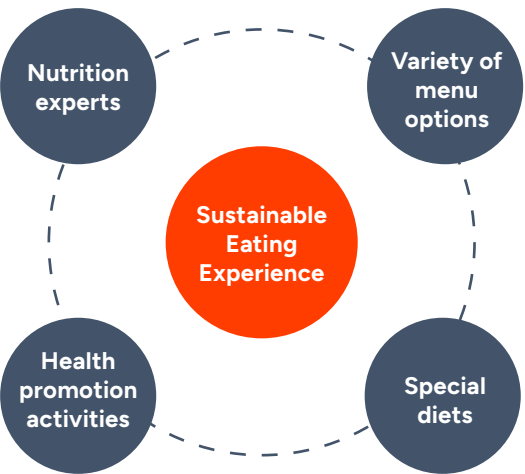 Nutrition
experts
Variety of
menu
options
Sustainable
Eating
Experience
Health
promotion
activities
Special
diets